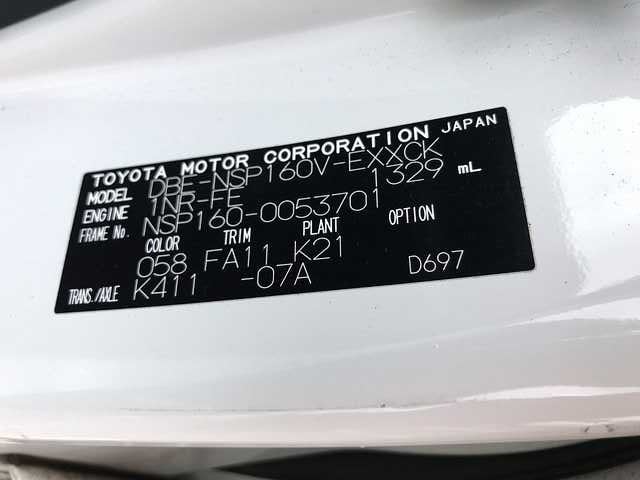 TOYOTA MOTOR CORPORATION JAPAN
MODEL DBE-NSP160V-EXXCK
ENGINE 1NR-FE 1329 mL
FRAME No. NSP160-0053701
COLOR TRIM PLANT OPTION
058 FA11 K21
TRANS./AXLE K411 -07A D697